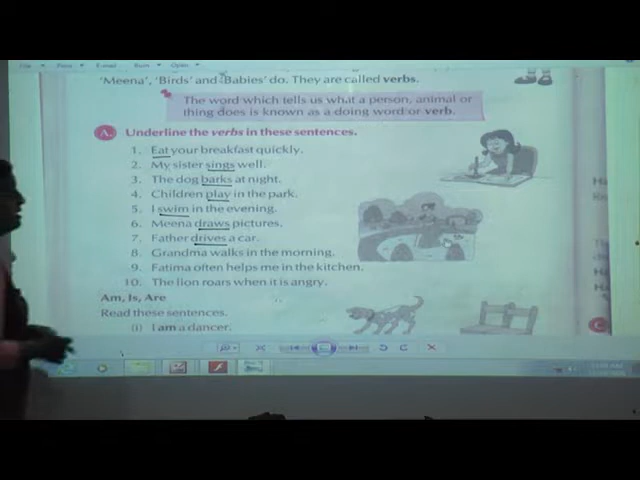 'Meena', 'Birds' and 'Babies' do. They are called verbs.
The word which tells us what a person, animal or
thing does is known as a doing word or verb.
A. Underline the verbs in these sentences.
1. Eat your breakfast quickly.
2. My sister sings well.
3. The dog barks at night.
4. Children play in the park.
5. I swim in the evening.
6. Meena draws pictures.
7. Father drives a car.
8. Grandma walks in the morning.
9. Fatima often helps me in the kitchen.
10. The lion roars when it is angry.
Am, Is, Are
Read these sentences.
(i) I am a dancer.
C